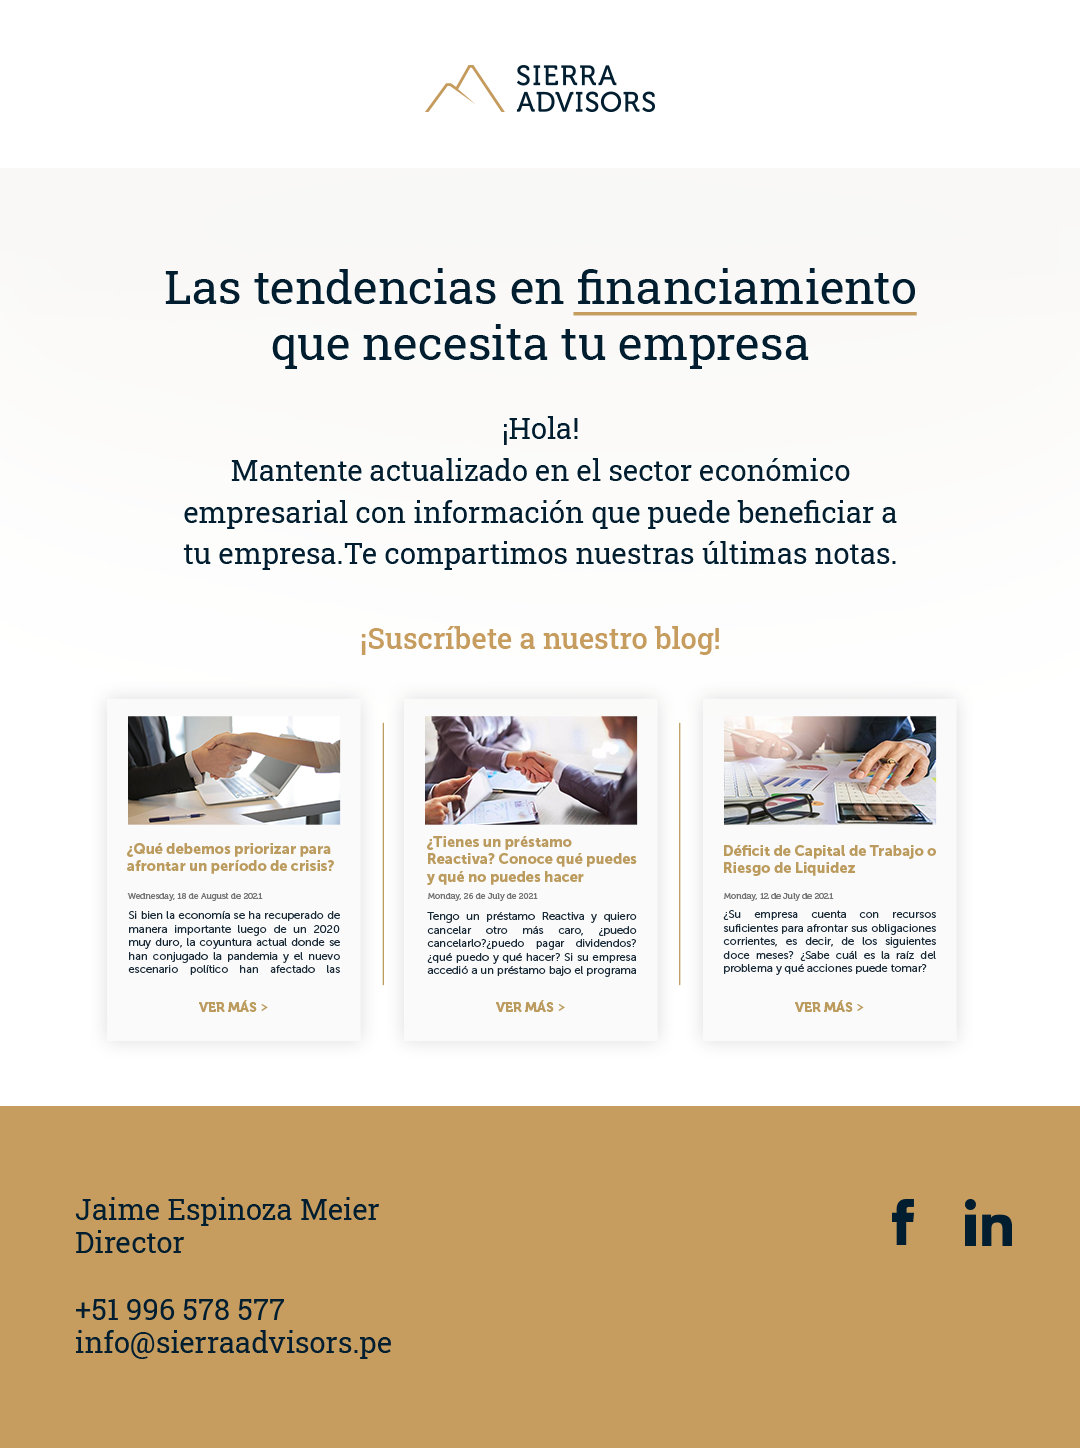 SIERRA
ADVISORS
Las tendencias en financiamiento
que necesita tu empresa
¡Hola!
Mantente actualizado en el sector económico
empresarial con información que puede beneficiar a
tu empresa.Te compartimos nuestras últimas notas.
¡Suscríbete a nuestro blog!
¿Qué debemos priorizar para
afrontar un período de crisis?
Wednesday, 18 de August de 2021
Si bien la economía se ha recuperado de
manera importante luego de un 2020
muy duro, la coyuntura actual donde se
han conjugado la pandemia y el nuevo
escenario político han afectado las
VER MÁS >
¿Tienes un préstamo
Reactiva? Conoce qué puedes
y qué no puedes hacer
Monday, 26 de July de 2021
Tengo un préstamo Reactiva y quiero
cancelar otro más caro, ¿puedo
cancelarlo?¿puedo pagar dividendos?
¿qué puedo y qué hacer? Si su empresa
accedió a un préstamo bajo el programa
VER MÁS >
Déficit de Capital de Trabajo o
Riesgo de Liquidez
Monday, 12 de July de 2021
¿Su empresa cuenta con recursos
suficientes para afrontar sus obligaciones
corrientes, es decir, de los siguientes
doce meses? ¿Sabe cuál es la raíz del
problema y qué acciones puede tomar?
VER MÁS >
Jaime Espinoza Meier
Director
+51 996 578 577
info@sierraadvisors.pe
f in